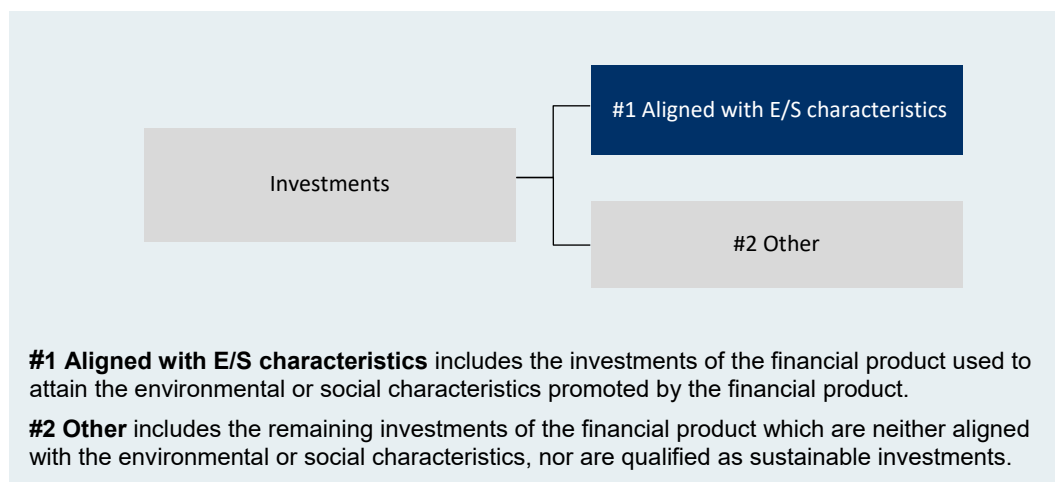 #1 Aligned with E/S characteristics
Investments
#2 Other
#1 Aligned with E/S characteristics includes the investments of the financial product used to
attain the environmental or social characteristics promoted by the financial product.
#2 Other includes the remaining investments of the financial product which are neither aligned
with the environmental or social characteristics, nor are qualified as sustainable investments.